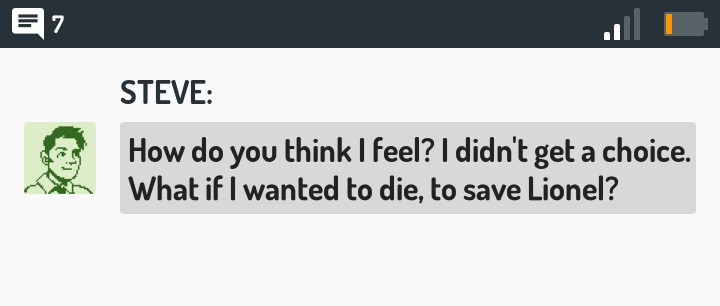 7
STEVE:
How do you think I feel? I didn't get a choice.
What if I wanted to die, to save Lionel?